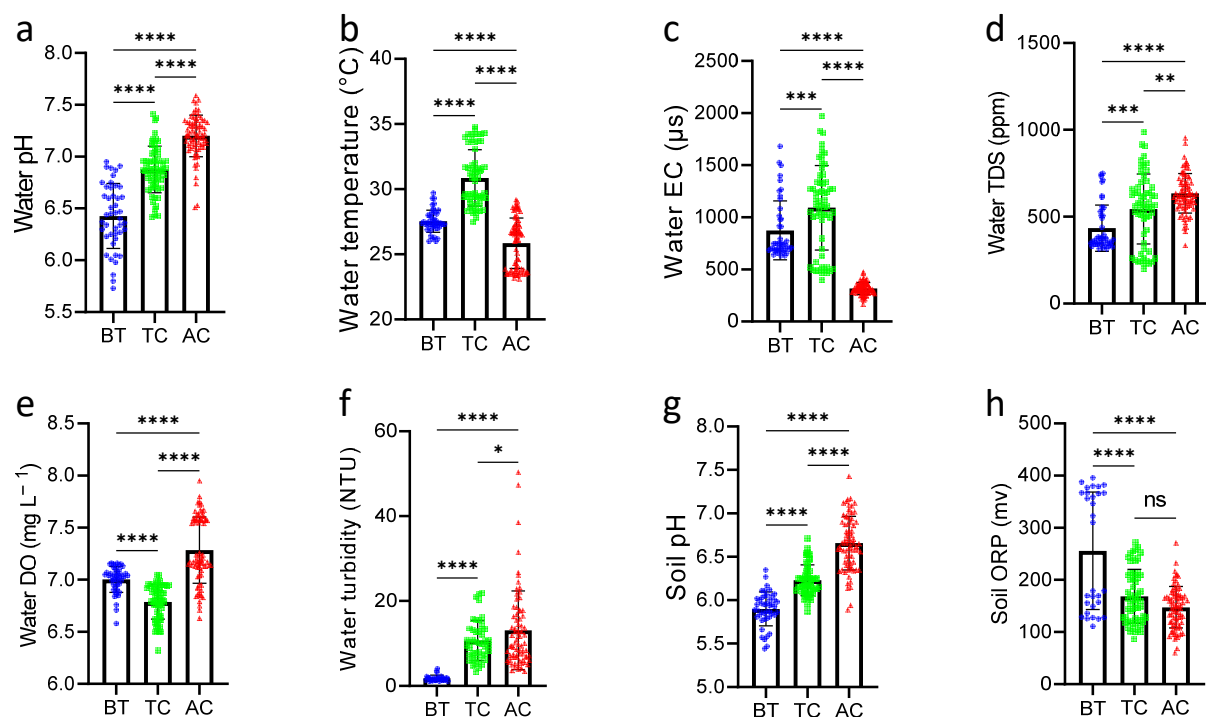 a
****
****
****
Water pH
8.0
7.5
7.0
6.5
6.0
5.5
BT TC AC
b
****
****
****
Water temperature (°C)
40
35
30
25
20
BT TC AC
c
****
****
***
Water EC (µs)
2500
2000
1500
1000
500
0
BT TC AC
d
****
**
***
Water TDS (ppm)
1500
1000
500
0
BT TC AC
e
****
****
****
Water DO (mg L⁻¹)
8.5
8.0
7.5
7.0
6.5
6.0
BT TC AC
f
****
*
****
Water turbidity (NTU)
60
40
20
0
BT TC AC
g
****
****
****
Soil pH
8.0
7.5
7.0
6.5
6.0
5.5
5.0
BT TC AC
h
****
****
ns
Soil ORP (mv)
500
400
300
200
100
0
BT TC AC